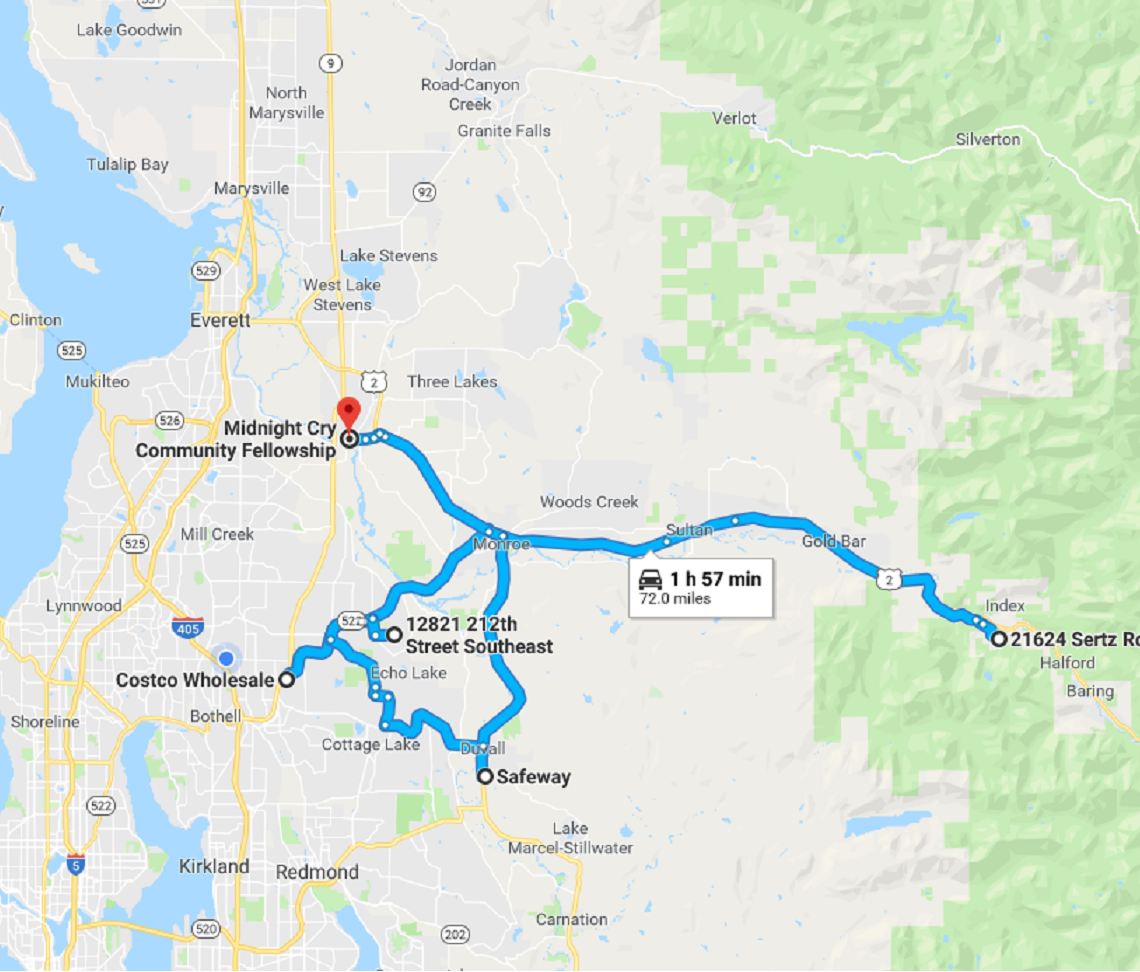 531
Lake Goodwin
9
Jordan
Road-Canyon
Creek
North
Marysville
Granite Falls
Verlot
Silverton
Tulalip Bay
Marysville
92
Lake Stevens
529
West Lake
Stevens
Clinton
Everett
525
Mukilteo
2
Three Lakes
526
Midnight Cry
Community Fellowship
Woods Creek
Mill Creek
Sultan
525
Monroe
Gold Bar
1 h 57 min
72.0 miles
2
Lynnwood
Index
405
522
12821 212th
Street Southeast
21624 Sertz Ro
Halford
Echo Lake
Costco Wholesale
Baring
Bothell
Shoreline
Cottage Lake
Duvall
Safeway
522
Lake
Marcel-Stillwater
5
Kirkland
Redmond
Carnation
520
202